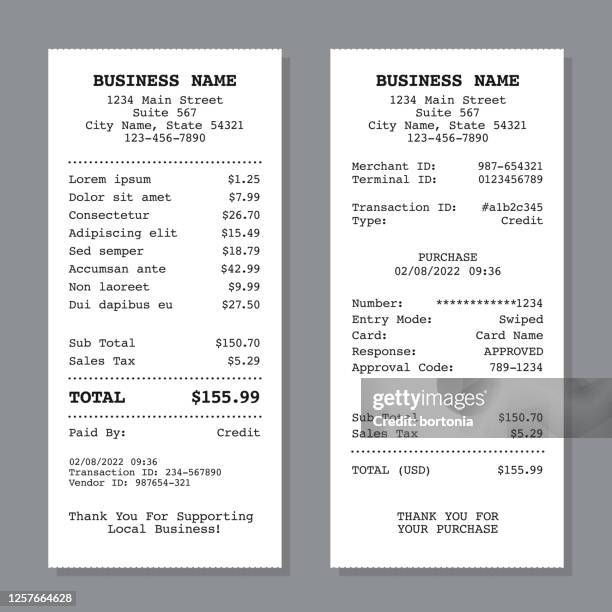 BUSINESS NAME
1234 Main Street
Suite 567
City Name, State 54321
123-456-7890
Lorem ipsum $1.25
Dolor sit amet $7.99
Consectetur $26.70
Adipiscing elit $15.49
Sed semper $18.79
Accumsan ante $42.99
Non laoreet $9.99
Dui dapibus eu $27.50
Sub Total $150.70
Sales Tax $5.29
TOTAL $155.99
Paid By: Credit
02/08/2022 09:36
Transaction ID: 234-567890
Vendor ID: 987654-321
Thank You For Supporting
Local Business!
BUSINESS NAME
1234 Main Street
Suite 567
City Name, State 54321
123-456-7890
Merchant ID: 987-654321
Terminal ID: 0123456789
Transaction ID: #a1b2c345
Type: Credit
PURCHASE
02/08/2022 09:36
Number: ************1234
Entry Mode: Swiped
Card: Card Name
Response: APPROVED
Approval Code: 789-1234
Sub Total $150.70
Sales Tax $5.29
TOTAL (USD) $155.99
THANK YOU FOR
YOUR PURCHASE
gettyimages
Credit: bortonia
1257664628